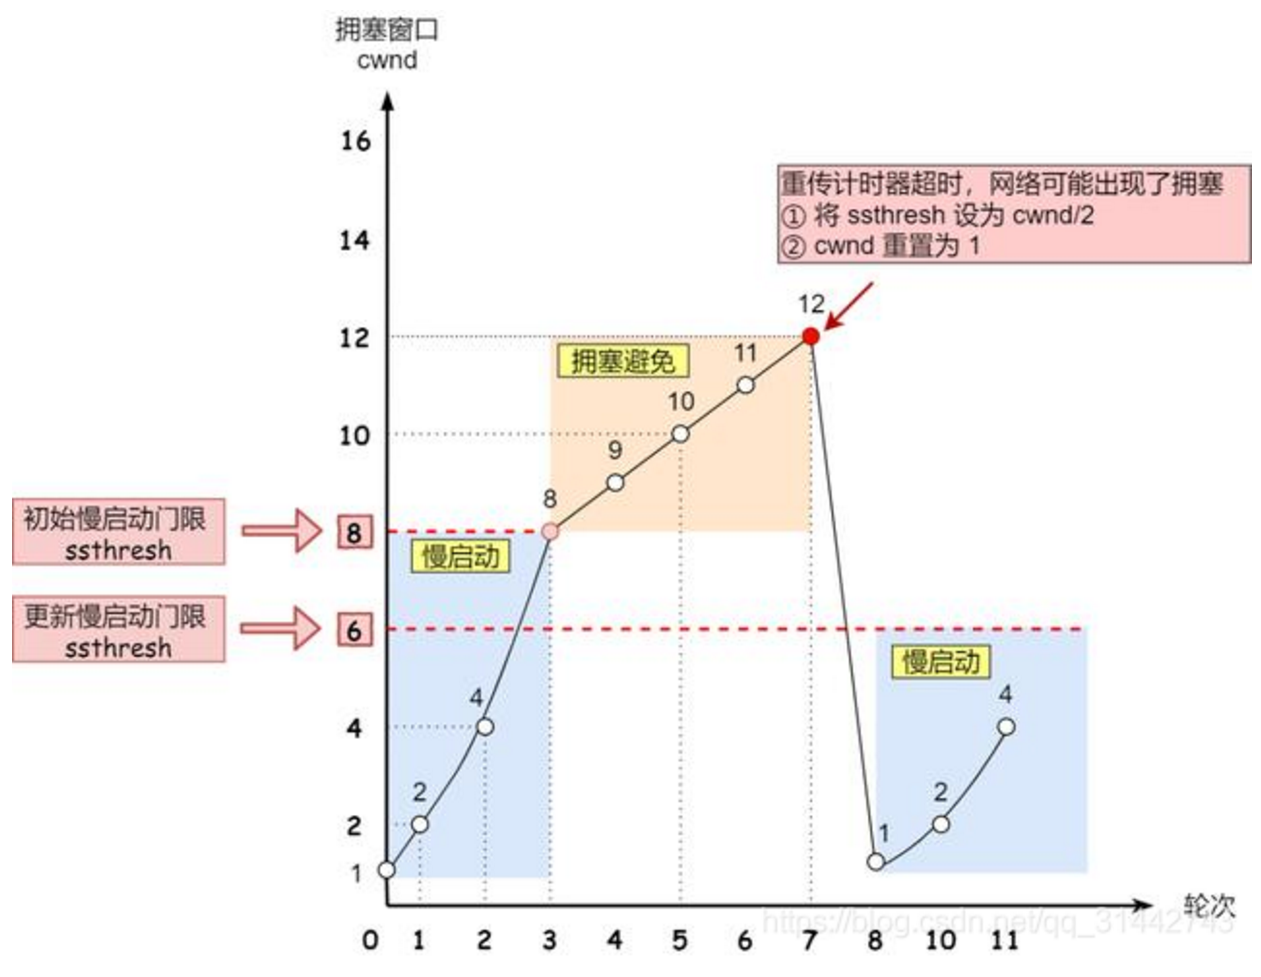 拥塞窗口
cwnd
16
14
12
10
8
6
4
2
1
重传计时器超时，网络可能出现了拥塞
① 将 ssthresh 设为 cwnd/2
② cwnd 重置为 1
初始慢启动门限
ssthresh
更新慢启动门限
ssthresh
慢启动
拥塞避免
慢启动
1
2
4
8
9
10
11
12
1
2
4
0 1 2 3 4 5 6 7 8 10 11
轮次
https://blog.csdn.net/qq_31442743